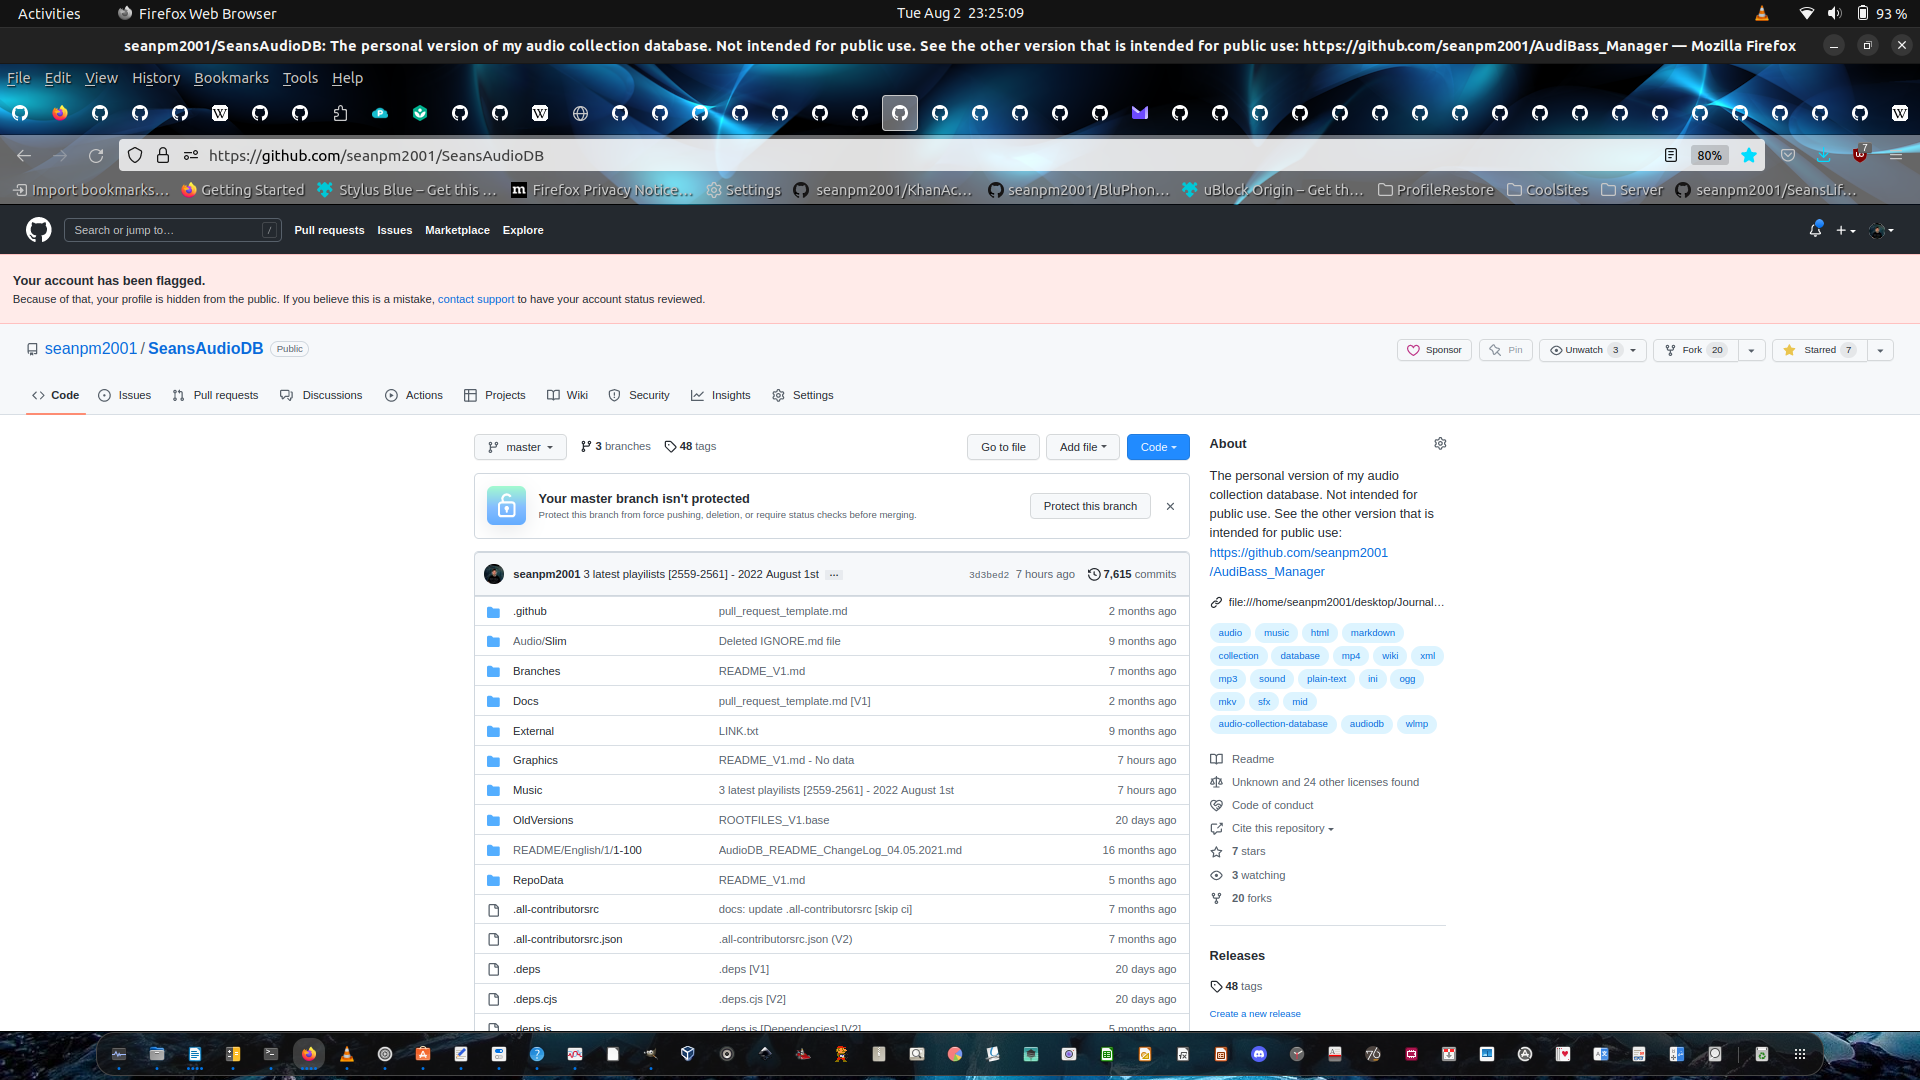 Activities Firefox Web Browser Tue Aug 2 23:25:09 93 %
seanpm2001/SeansAudioDB: The personal version of my audio collection database. Not intended for public use. See the other version that is intended for public use: https://github.com/seanpm2001/AudiBass_Manager — Mozilla Firefox
File Edit View History Bookmarks Tools Help
https://github.com/seanpm2001/SeansAudioDB 80% 7
Import bookmarks… Getting Started Stylus Blue – Get this … Firefox Privacy Notice… Settings seanpm2001/KhanAc… seanpm2001/BluPhon… uBlock Origin – Get th… ProfileRestore CoolSites Server seanpm2001/SeansLif…
Search or jump to… / Pull requests Issues Marketplace Explore
Your account has been flagged.
Because of that, your profile is hidden from the public. If you believe this is a mistake, contact support to have your account status reviewed.
seanpm2001 / SeansAudioDB Public Sponsor Pin Unwatch 3 Fork 20 Starred 7
Code Issues Pull requests Discussions Actions Projects Wiki Security Insights Settings
master 3 branches 48 tags Go to file Add file Code
Your master branch isn't protected
Protect this branch from force pushing, deletion, or require status checks before merging.
Protect this branch
seanpm2001 3 latest playilists [2559-2561] - 2022 August 1st … 3d3bed2 7 hours ago 7,615 commits
.github pull_request_template.md 2 months ago
Audio/Slim Deleted IGNORE.md file 9 months ago
Branches README_V1.md 7 months ago
Docs pull_request_template.md [V1] 2 months ago
External LINK.txt 9 months ago
Graphics README_V1.md - No data 7 hours ago
Music 3 latest playilists [2559-2561] - 2022 August 1st 7 hours ago
OldVersions ROOTFILES_V1.base 20 days ago
README/English/1/1-100 AudioDB_README_ChangeLog_04.05.2021.md 16 months ago
RepoData README_V1.md 5 months ago
.all-contributorsrc docs: update .all-contributorsrc [skip ci] 7 months ago
.all-contributorsrc.json .all-contributorsrc.json (V2) 7 months ago
.deps .deps [V1] 20 days ago
.deps.cjs .deps.cjs [V2] 20 days ago
.deps.js .deps.js [Dependencies] [V2] 5 months ago
About
The personal version of my audio
collection database. Not intended for
public use. See the other version that is
intended for public use:
https://github.com/seanpm2001
/AudiBass_Manager
file:///home/seanpm2001/desktop/Journal…
audio music html markdown
collection database mp4 wiki xml
mp3 sound plain-text ini ogg
mkv sfx mid
audio-collection-database audiodb wlmp
Readme
Unknown and 24 other licenses found
Code of conduct
Cite this repository
7 stars
3 watching
20 forks
Releases
48 tags
Create a new release